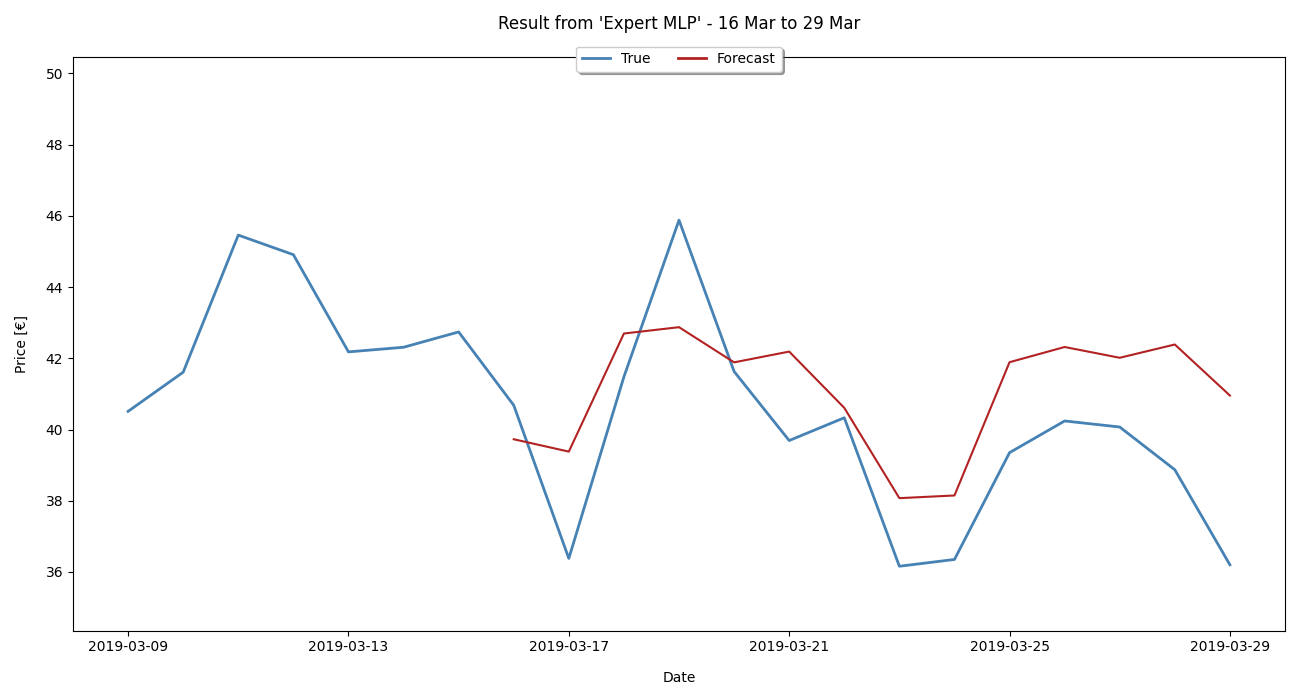 Result from 'Expert MLP' - 16 Mar to 29 Mar
True Forecast
50
48
46
44
42
40
38
36
Price [€]
2019-03-09 2019-03-13 2019-03-17 2019-03-21 2019-03-25 2019-03-29
Date